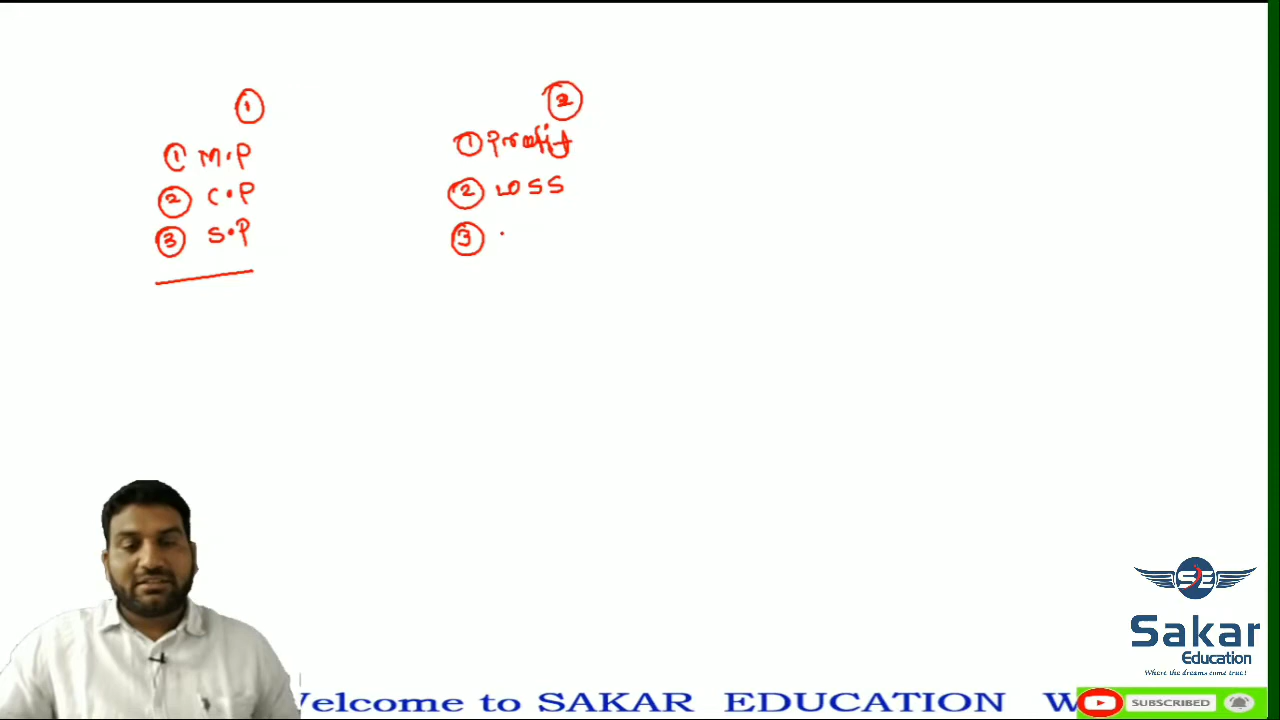 ①
① M.P
② C.P
③ S.P
②
① Profit
② LOSS
③
Sakar
Education
Where the dreams come true!
Welcome to SAKAR EDUCATION W
SUBSCRIBED